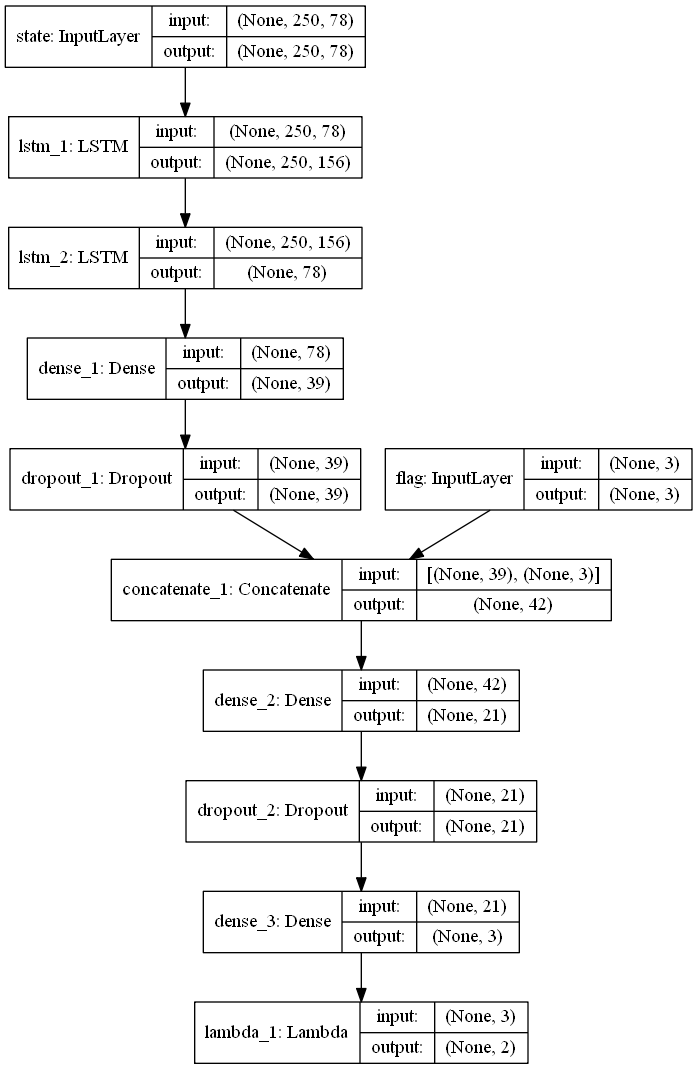 state: InputLayer
input: (None, 250, 78)
output: (None, 250, 78)
lstm_1: LSTM
input: (None, 250, 78)
output: (None, 250, 156)
lstm_2: LSTM
input: (None, 250, 156)
output: (None, 78)
dense_1: Dense
input: (None, 78)
output: (None, 39)
dropout_1: Dropout
input: (None, 39)
output: (None, 39)
flag: InputLayer
input: (None, 3)
output: (None, 3)
concatenate_1: Concatenate
input: [(None, 39), (None, 3)]
output: (None, 42)
dense_2: Dense
input: (None, 42)
output: (None, 21)
dropout_2: Dropout
input: (None, 21)
output: (None, 21)
dense_3: Dense
input: (None, 21)
output: (None, 3)
lambda_1: Lambda
input: (None, 3)
output: (None, 2)